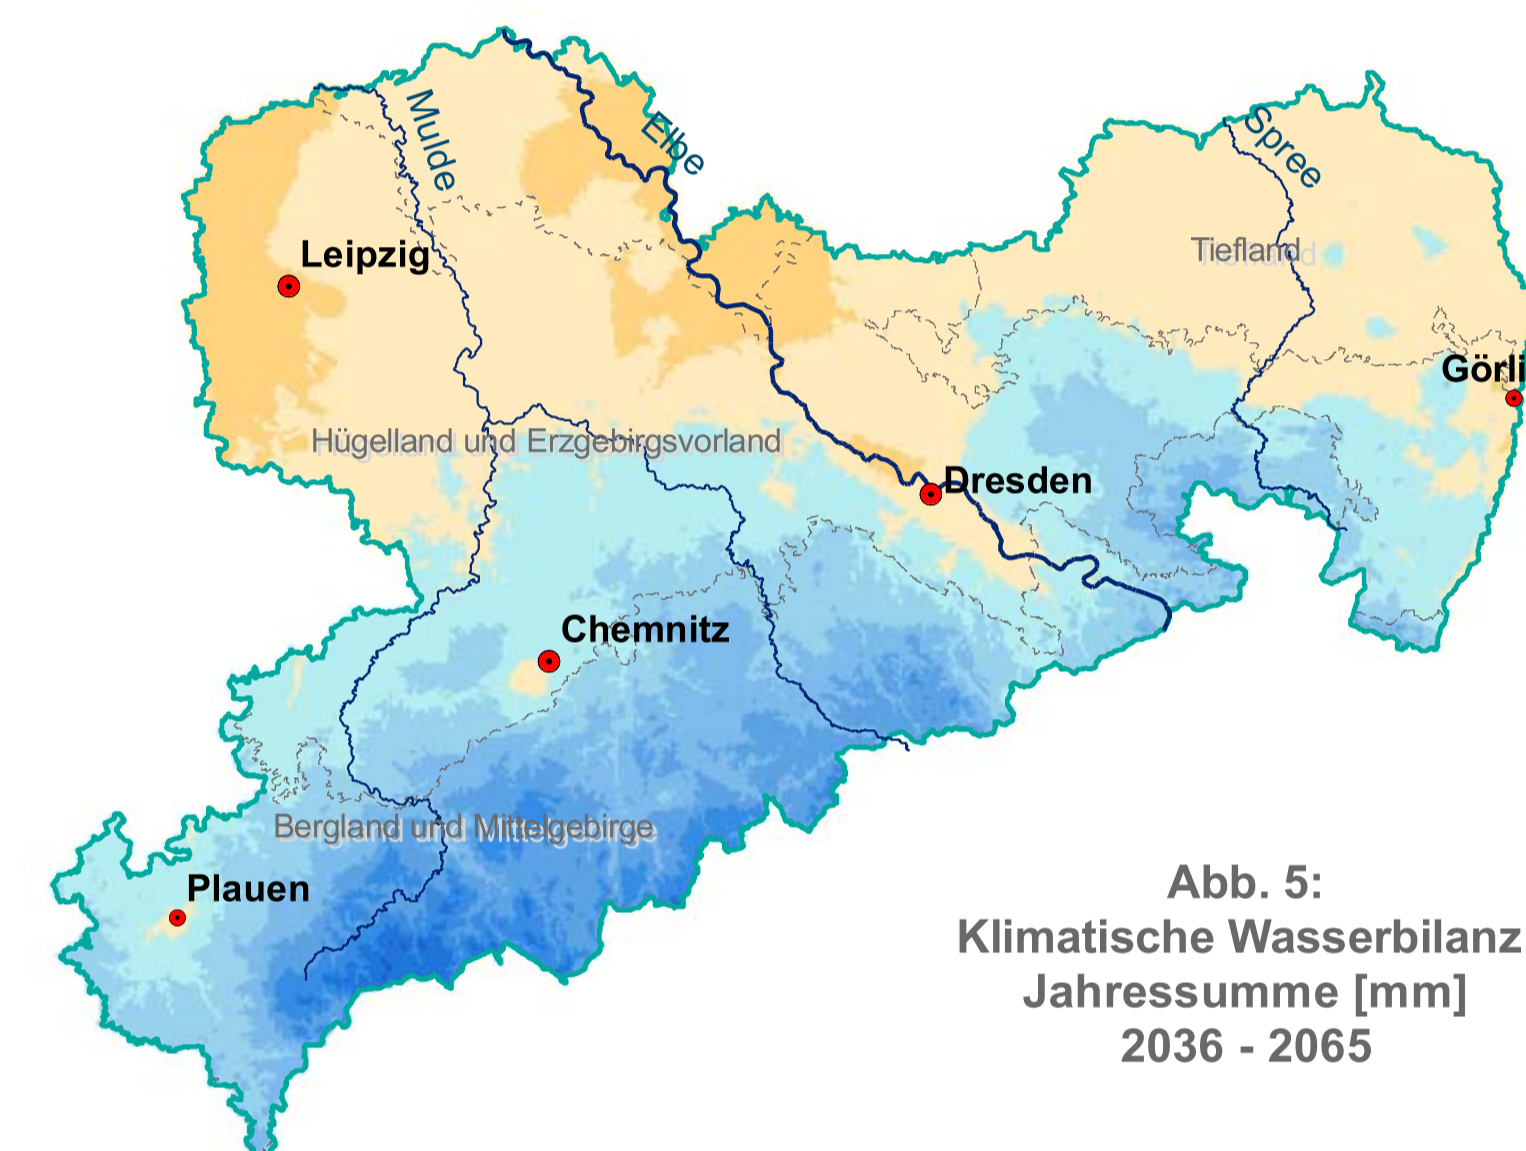 Mulde
Elbe
Spree
Tiefland
Leipzig
Görli
Hügelland und Erzgebirgsvorland
Dresden
Chemnitz
Bergland und Mittelgebirge
Plauen
Abb. 5:
Klimatische Wasserbilanz
Jahressumme [mm]
2036 - 2065